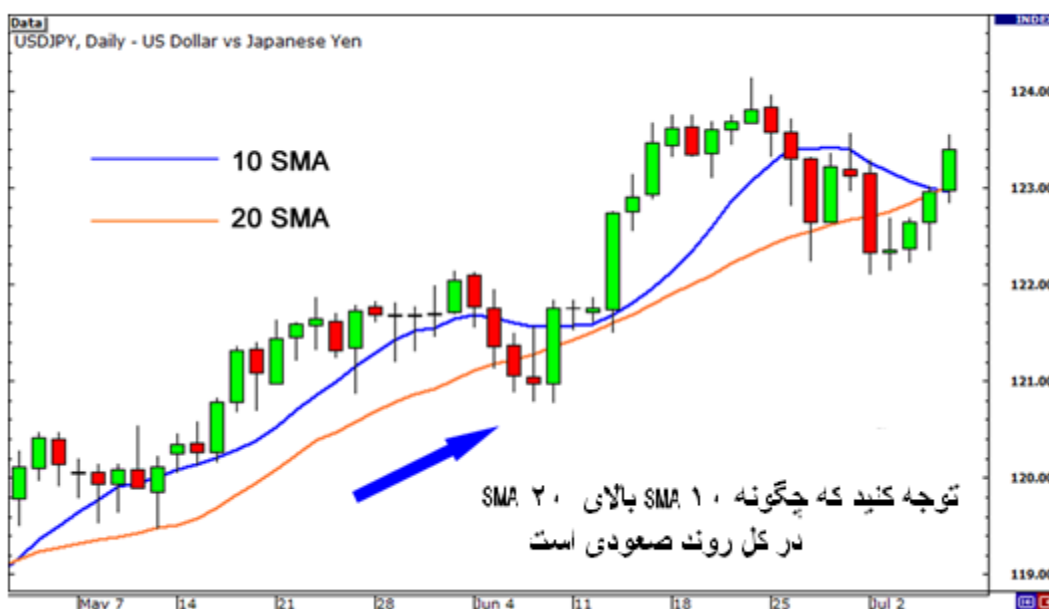 Data
INDEX
USDJPY, Daily - US Dollar vs Japanese Yen
124.00
10 SMA
123.00
20 SMA
122.00
121.00
توجه کنید که چگونه ۱۰ SMA بالای ۲۰ SMA
در کل روند صعودی است
120.00
119.00
May 7
14
21
28
Jun 4
11
18
25
Jul 2